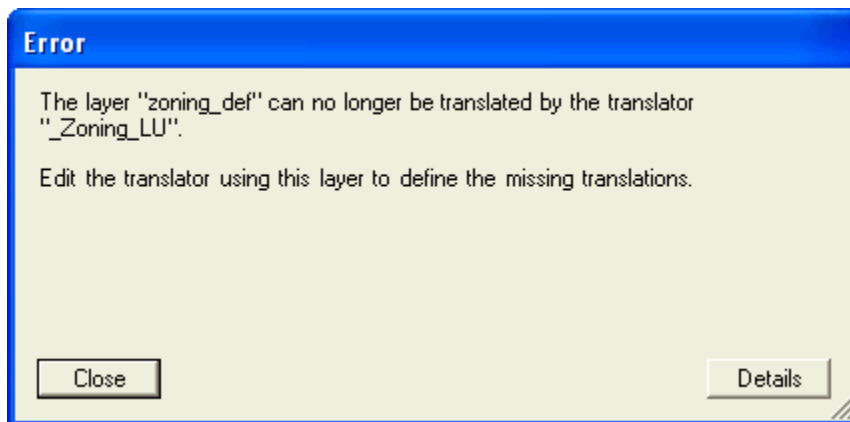 Error
The layer "zoning_def" can no longer be translated by the translator
"_Zoning_LU".
Edit the translator using this layer to define the missing translations.
Close
Details